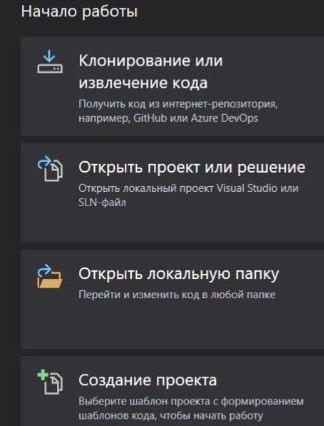 Начало работы
Клонирование или
извлечение кода
Получить код из интернет-репозитория,
например, GitHub или Azure DevOps
Открыть проект или решение
Открыть локальный проект Visual Studio или
SLN-файл
Открыть локальную папку
Перейти и изменить код в любой папке
Создание проекта
Выберите шаблон проекта с формированием
шаблонов кода, чтобы начать работу